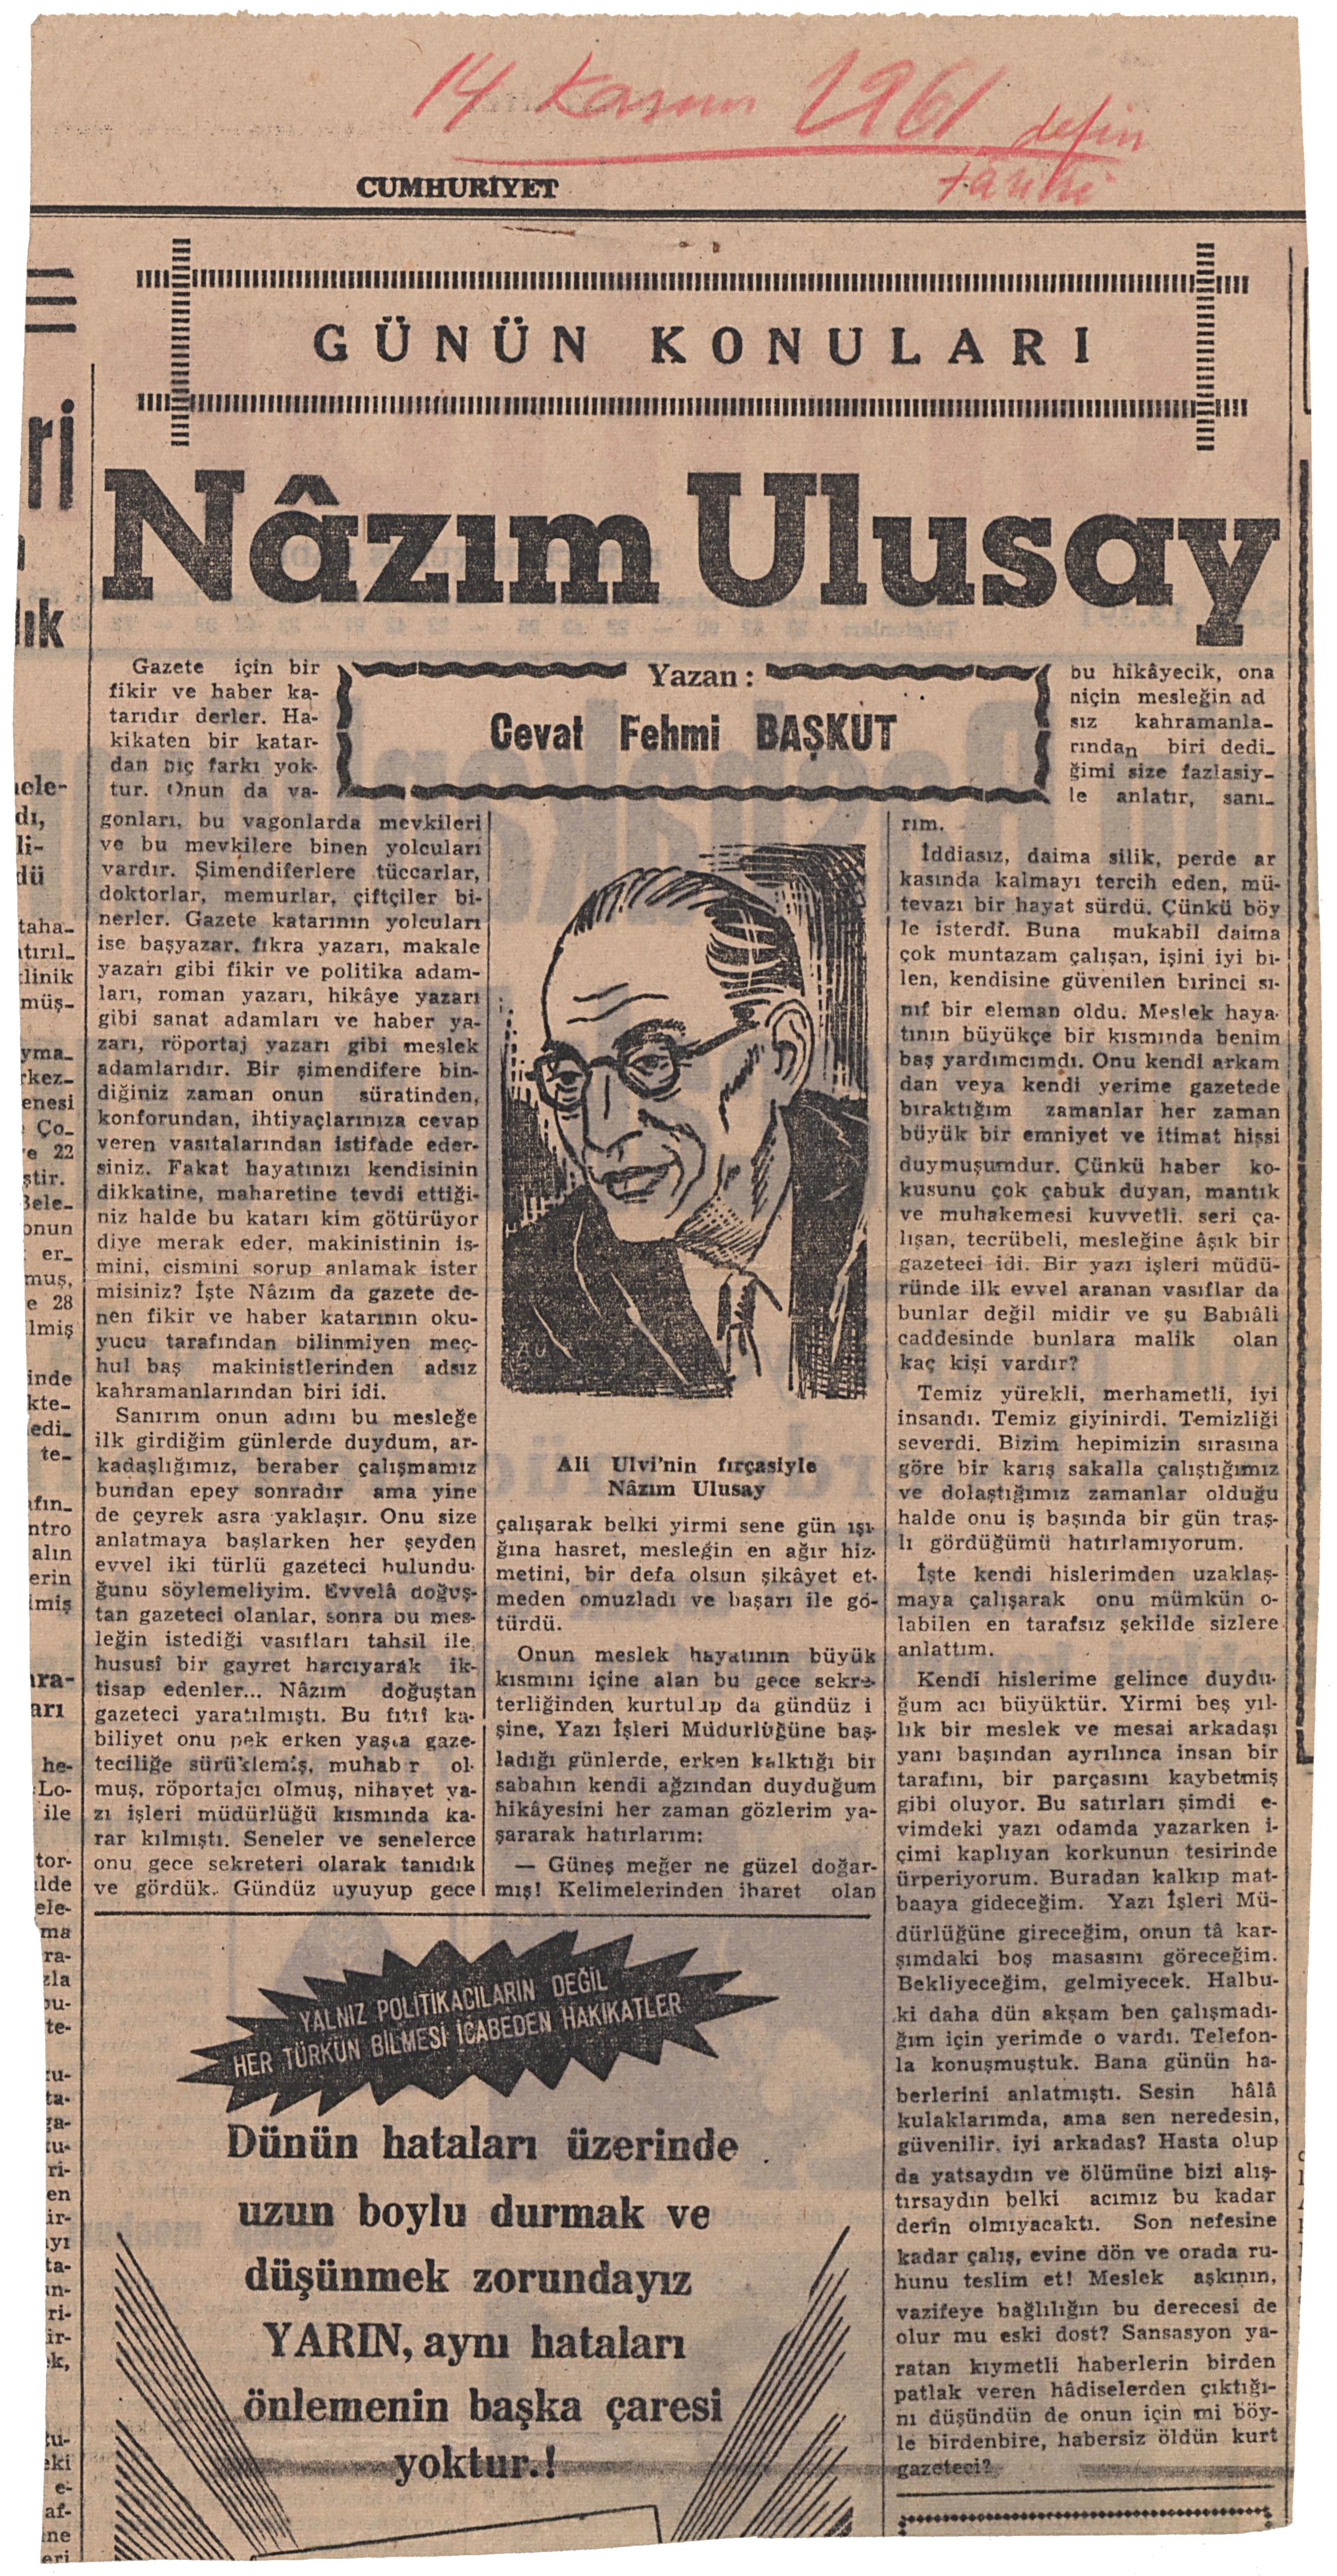 14 Kasım 1961 defin
tarihi
CUMHURİYET
GÜNÜN KONULARI
Nâzım Ulusay
Yazan :
Cevat Fehmi BAŞKUT
Gazete için bir
fikir ve haber ka-
tarıdır derler. Ha-
kikaten bir katar-
dan hiç farkı yok-
tur. Onun da va-
gonları, bu vagonlarda mevkileri
ve bu mevkilere binen yolcuları
vardır. Şimendiferlere tüccarlar,
doktorlar, memurlar, çiftçiler bi-
nerler. Gazete katarının yolcuları
ise başyazar, fıkra yazarı, makale
yazarı gibi fikir ve politika adam-
ları, roman yazarı, hikâye yazarı
gibi sanat adamları ve haber ya-
zarı, röportaj yazarı gibi meslek
adamlarıdır. Bir şimendifere bin-
diğiniz zaman onun süratinden,
konforundan, ihtiyaçlarınıza cevap
veren vasıtalarından istifade eder-
siniz. Fakat hayatınızı kendisinin
dikkatine, maharetine tevdi ettiği-
niz halde bu katarı kim götürüyor
diye merak eder, makinistinin is-
mini, cismini sorup anlamak ister
misiniz? İşte Nâzım da gazete de-
nen fikir ve haber katarının oku-
yucu tarafından bilinmiyen meç-
hul baş makinistlerinden adsız
kahramanlarından biri idi.
Sanırım onun adını bu mesleğe
ilk girdiğim günlerde duydum, ar-
kadaşlığımız, beraber çalışmamız
bundan epey sonradır ama yine
de çeyrek asra yaklaşır. Onu size
anlatmaya başlarken her şeyden
evvel iki türlü gazeteci bulundu-
ğunu söylemeliyim. Evvelâ doğuş-
tan gazeteci olanlar, sonra bu mes-
leğin istediği vasıfları tahsil ile,
hususî bir gayret harcıyarak ik-
tisap edenler... Nâzım doğuştan
gazeteci yaratılmıştı. Bu fıtrî ka-
biliyet onu pek erken yaşta gaze-
teciliğe sürüklemiş, muhabir ol-
muş, röportajcı olmuş, nihayet ya-
zı işleri müdürlüğü kısmında ka-
rar kılmıştı. Seneler ve senelerce
onu gece sekreteri olarak tanıdık
ve gördük. Gündüz uyuyup gece
Ali Ulvi'nin fırçasiyle
Nâzım Ulusay
çalışarak belki yirmi sene gün ışı-
ğına hasret, mesleğin en ağır hiz-
metini, bir defa olsun şikâyet et-
meden omuzladı ve başarı ile gö-
türdü.
Onun meslek hayatının büyük
kısmını içine alan bu gece sekre-
terliğinden kurtulup da gündüz i
şine, Yazı İşleri Müdürlüğüne baş-
ladığı günlerde, erken kalktığı bir
sabahın kendi ağzından duyduğum
hikâyesini her zaman gözlerim ya-
şararak hatırlarım:
— Güneş meğer ne güzel doğar-
mış! Kelimelerinden ibaret olan
bu hikâyecik, ona
niçin mesleğin ad
sız kahramanla-
rından biri dedi-
ğimi size fazlasiy-
le anlatır, sanı-
rım.
İddiasız, daima silik, perde ar
kasında kalmayı tercih eden, mü-
tevazı bir hayat sürdü. Çünkü böy
le isterdi. Buna mukabil daima
çok muntazam çalışan, işini iyi bi-
len, kendisine güvenilen birinci sı-
nıf bir eleman oldu. Meslek haya-
tının büyükçe bir kısmında benim
baş yardımcımdı. Onu kendi arkam
dan veya kendi yerime gazetede
bıraktığım zamanlar her zaman
büyük bir emniyet ve itimat hissi
duymuşumdur. Çünkü haber ko-
kusunu çok çabuk duyan, mantık
ve muhakemesi kuvvetli, seri ça-
lışan, tecrübeli, mesleğine âşık bir
gazeteci idi. Bir yazı işleri müdü-
ründe ilk evvel aranan vasıflar da
bunlar değil midir ve şu Babıâli
caddesinde bunlara malik olan
kaç kişi vardır?
Temiz yürekli, merhametli, iyi
insandı. Temiz giyinirdi. Temizliği
severdi. Bizim hepimizin sırasına
göre bir karış sakalla çalıştığımız
ve dolaştığımız zamanlar olduğu
halde onu iş başında bir gün traş-
lı gördüğümü hatırlamıyorum.
İşte kendi hislerimden uzaklaş-
maya çalışarak onu mümkün o-
labilen en tarafsız şekilde sizlere
anlattım.
Kendi hislerime gelince duydu-
ğum acı büyüktür. Yirmi beş yıl-
lık bir meslek ve mesai arkadaşı
yanı başından ayrılınca insan bir
tarafını, bir parçasını kaybetmiş
gibi oluyor. Bu satırları şimdi e-
vimdeki yazı odamda yazarken i-
çimi kaplıyan korkunun tesirinde
ürperiyorum. Buradan kalkıp mat-
baaya gideceğim. Yazı İşleri Mü-
dürlüğüne gireceğim, onun tâ kar-
şımdaki boş masasını göreceğim.
Bekliyeceğim, gelmiyecek. Halbu-
ki daha dün akşam ben çalışmadı-
ğım için yerimde o vardı. Telefon-
la konuşmuştuk. Bana günün ha-
berlerini anlatmıştı. Sesin hâlâ
kulaklarımda, ama sen neredesin,
güvenilir, iyi arkadaş? Hasta olup
da yatsaydın ve ölümüne bizi alış-
tırsaydın belki acımız bu kadar
derin olmıyacaktı. Son nefesine
kadar çalış, evine dön ve orada ru-
hunu teslim et! Meslek aşkının,
vazifeye bağlılığın bu derecesi de
olur mu eski dost? Sansasyon ya-
ratan kıymetli haberlerin birden
patlak veren hâdiselerden çıktığı-
nı düşündün de onun için mi böy-
le birdenbire, habersiz öldün kurt
gazeteci?
YALNIZ POLİTİKACILARIN DEĞİL
HER TÜRKÜN BİLMESİ İCABEDEN HAKİKATLER
Dünün hataları üzerinde
uzun boylu durmak ve
düşünmek zorundayız
YARIN, aynı hataları
önlemenin başka çaresi
yoktur.!